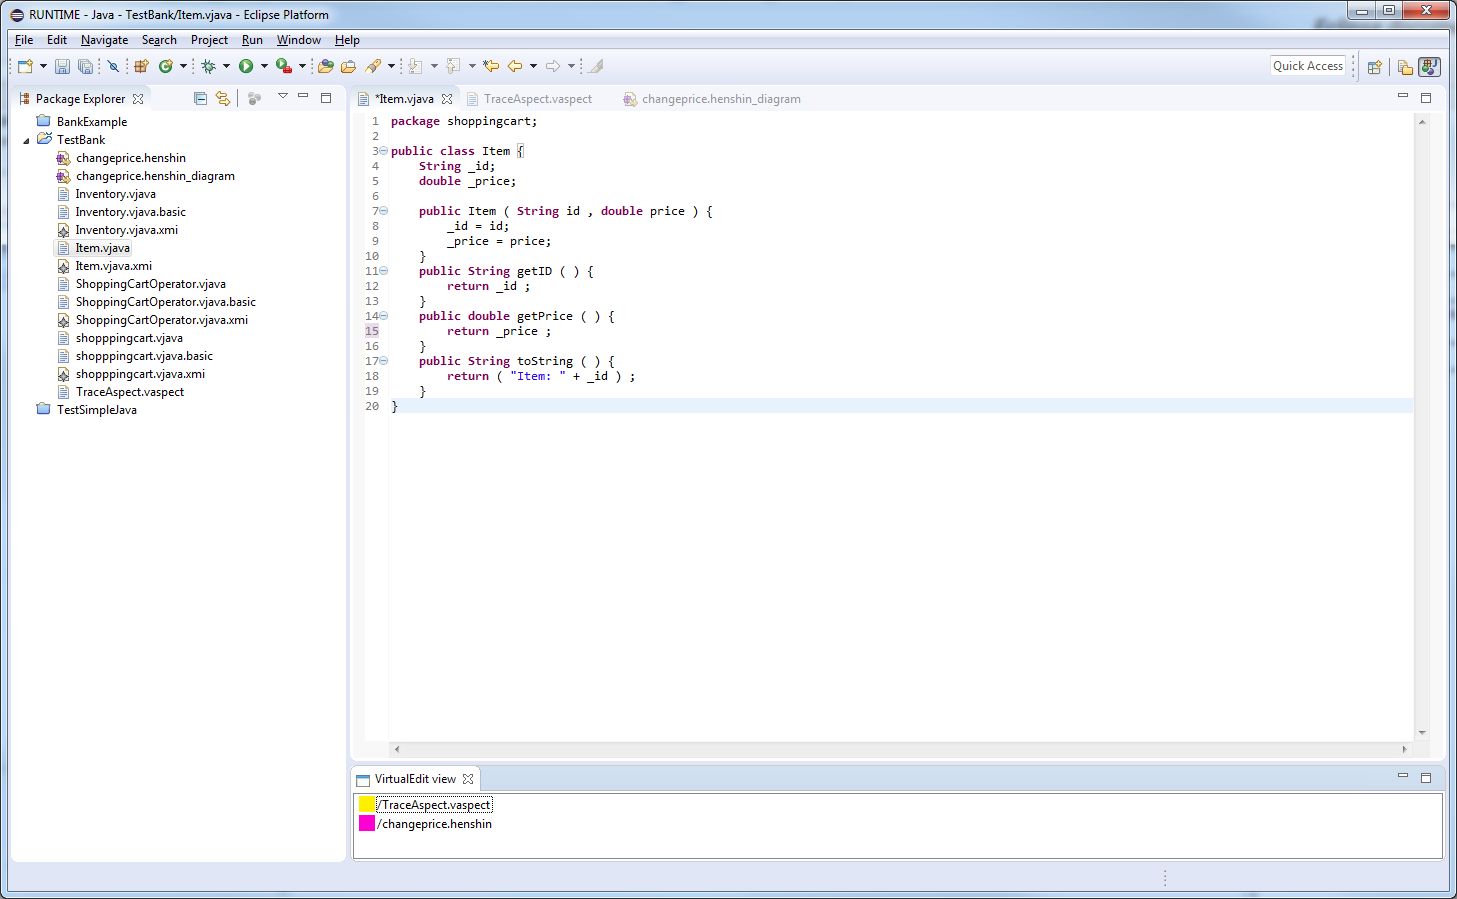 RUNTIME - Java - TestBank/Item.vjava - Eclipse Platform
File Edit Navigate Search Project Run Window Help
Quick Access
Package Explorer
BankExample
TestBank
changeprice.henshin
changeprice.henshin_diagram
Inventory.vjava
Inventory.vjava.basic
Inventory.vjava.xmi
Item.vjava
Item.vjava.xmi
ShoppingCartOperator.vjava
ShoppingCartOperator.vjava.basic
ShoppingCartOperator.vjava.xmi
shopppingcart.vjava
shopppingcart.vjava.basic
shopppingcart.vjava.xmi
TraceAspect.vaspect
TestSimpleJava
*Item.vjava TraceAspect.vaspect changeprice.henshin_diagram
1 package shoppingcart;
2
3 public class Item {
4 String _id;
5 double _price;
6
7 public Item ( String id , double price ) {
8 _id = id;
9 _price = price;
10 }
11 public String getID ( ) {
12 return _id ;
13 }
14 public double getPrice ( ) {
15 return _price ;
16 }
17 public String toString ( ) {
18 return ( "Item: " + _id ) ;
19 }
20 }
VirtualEdit view
/TraceAspect.vaspect
/changeprice.henshin